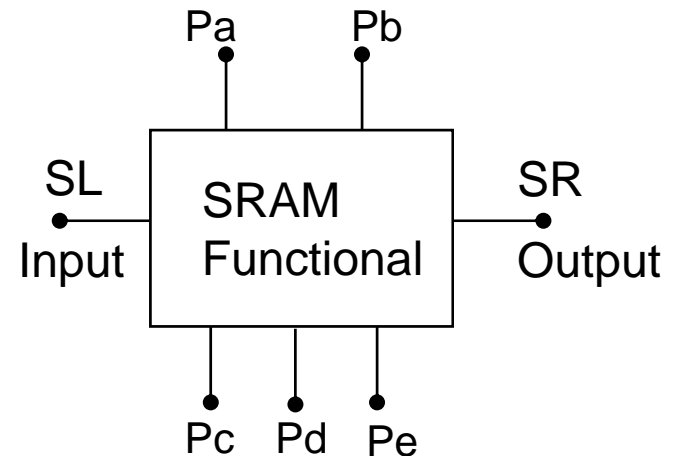 Pa Pb
SL
SRAM
SR
Input
Functional
Output
Pc Pd Pe